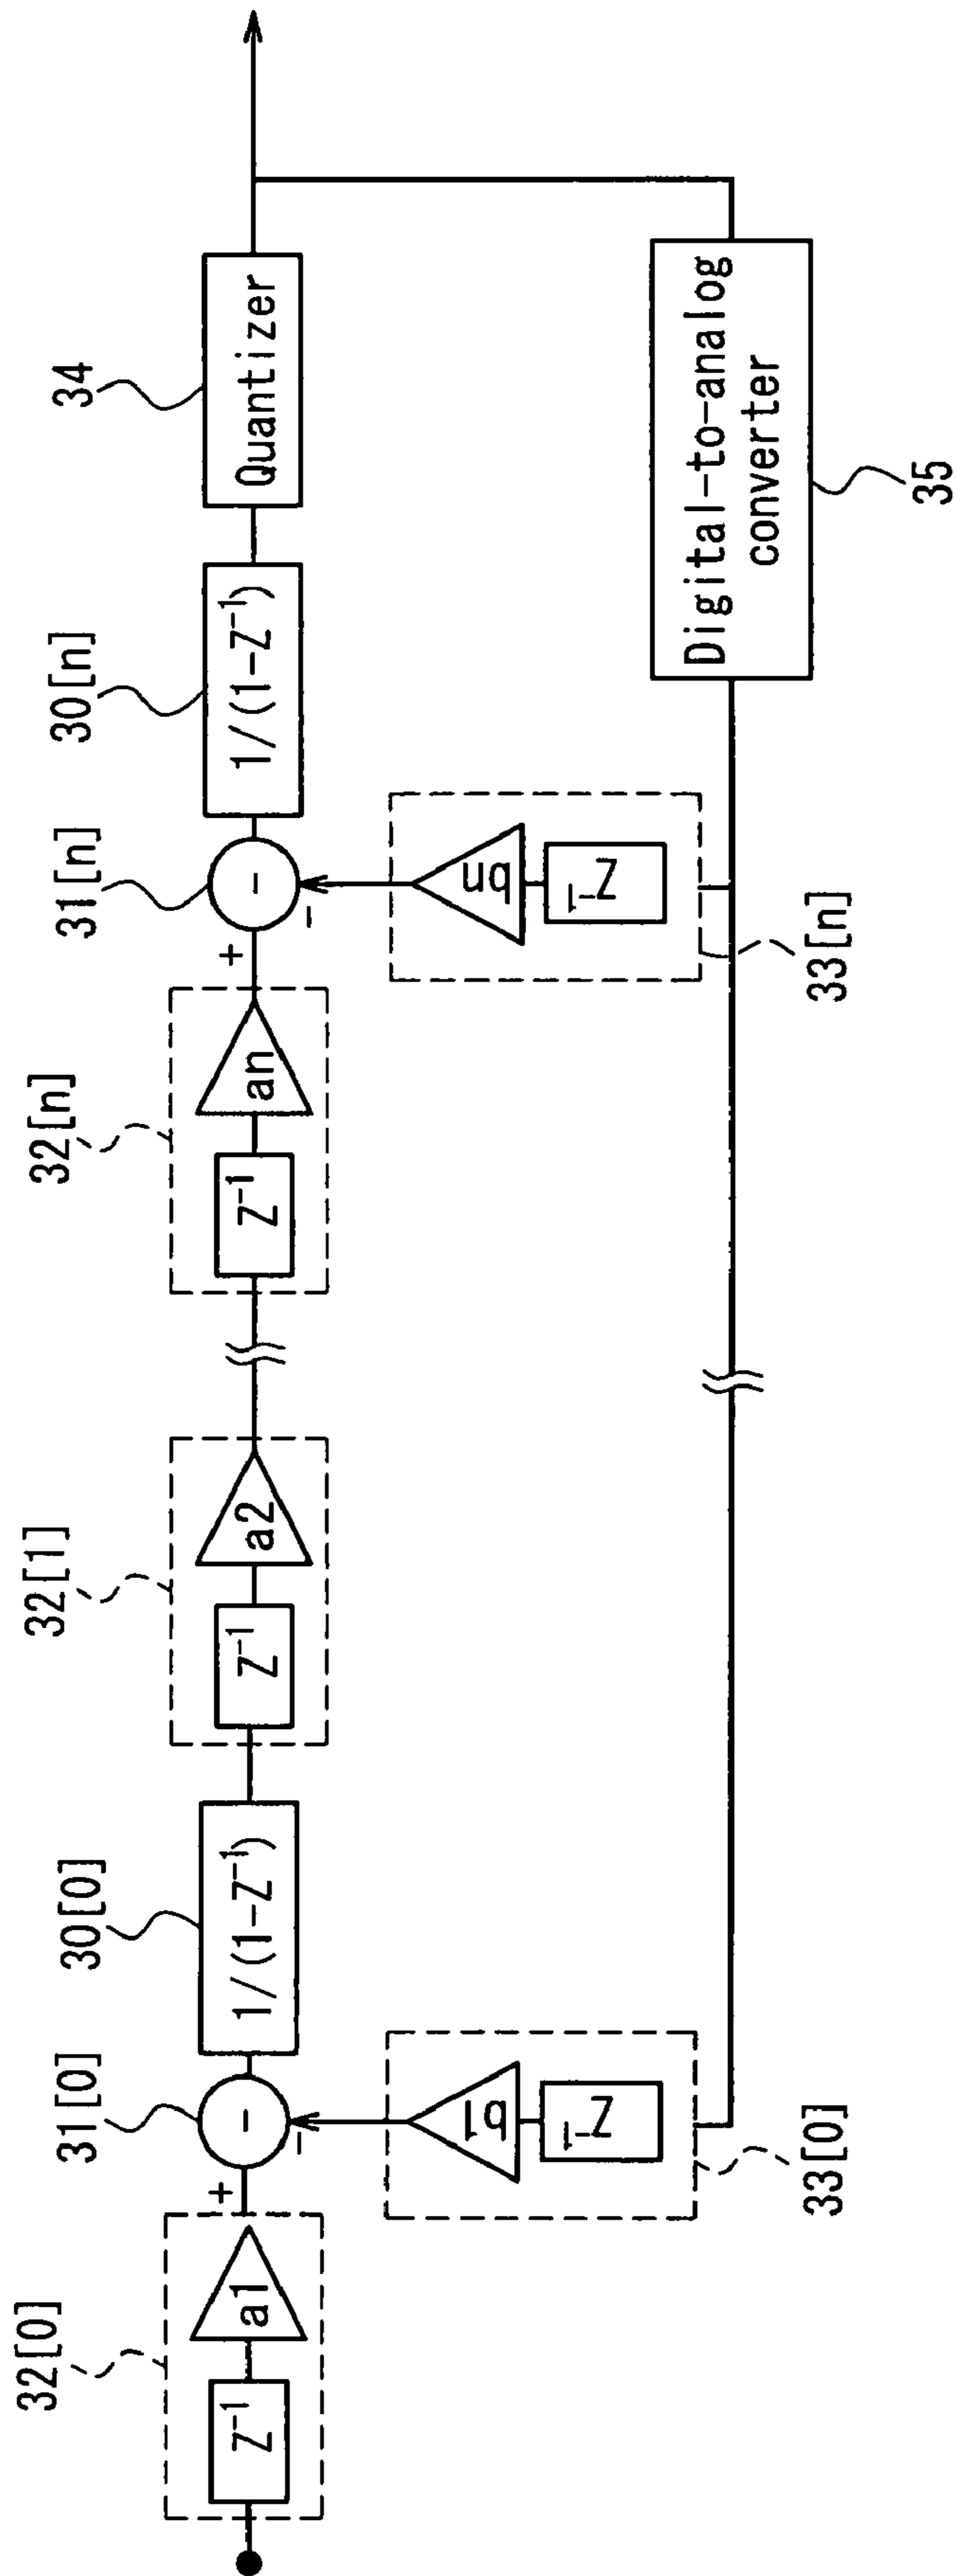 32[0]
31[0]
30[0]
32[1]
32[n]
31[n]
30[n]
34
Z⁻¹
a1
+
-
1/(1-Z⁻¹)
Z⁻¹
a2
Z⁻¹
an
+
-
1/(1-Z⁻¹)
Quantizer
-
b1
Z⁻¹
33[0]
-
bn
Z⁻¹
33[n]
Digital-to-analog
converter
35